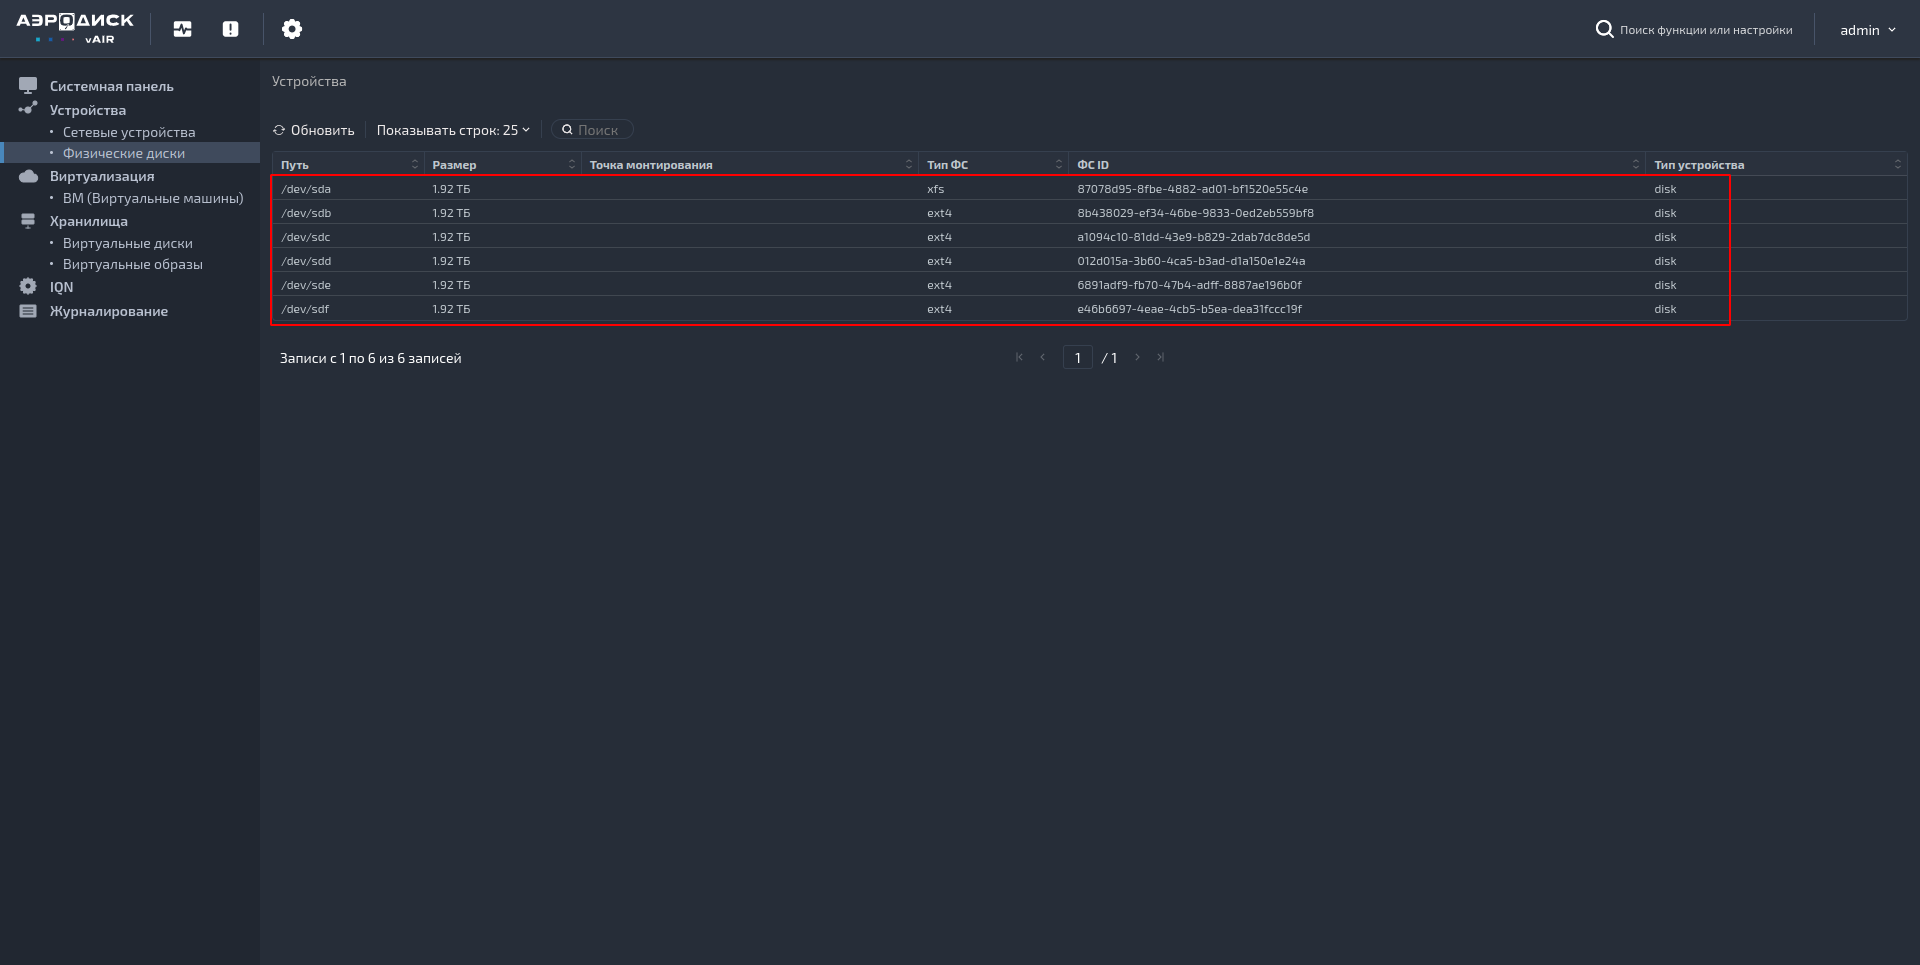 АЭРОДИСК
vAIR
Поиск функции или настройки
admin
Системная панель
Устройства
Сетевые устройства
Физические диски
Виртуализация
ВМ (Виртуальные машины)
Хранилища
Виртуальные диски
Виртуальные образы
IQN
Журналирование
Устройства
Обновить Показывать строк: 25 Поиск
Путь Размер Точка монтирования Тип ФС ФС ID Тип устройства
/dev/sda 1.92 ТБ xfs 87078d95-8fbe-4882-ad01-bf1520e55c4e disk
/dev/sdb 1.92 ТБ ext4 8b438029-ef34-46be-9833-0ed2eb559bf8 disk
/dev/sdc 1.92 ТБ ext4 a1094c10-81dd-43e9-b829-2dab7dc8de5d disk
/dev/sdd 1.92 ТБ ext4 012d015a-3b60-4ca5-b3ad-d1a150e1e24a disk
/dev/sde 1.92 ТБ ext4 6891adf9-fb70-47b4-adff-8887ae196b0f disk
/dev/sdf 1.92 ТБ ext4 e46b6697-4eae-4cb5-b5ea-dea31fccc19f disk
Записи с 1 по 6 из 6 записей 1 / 1